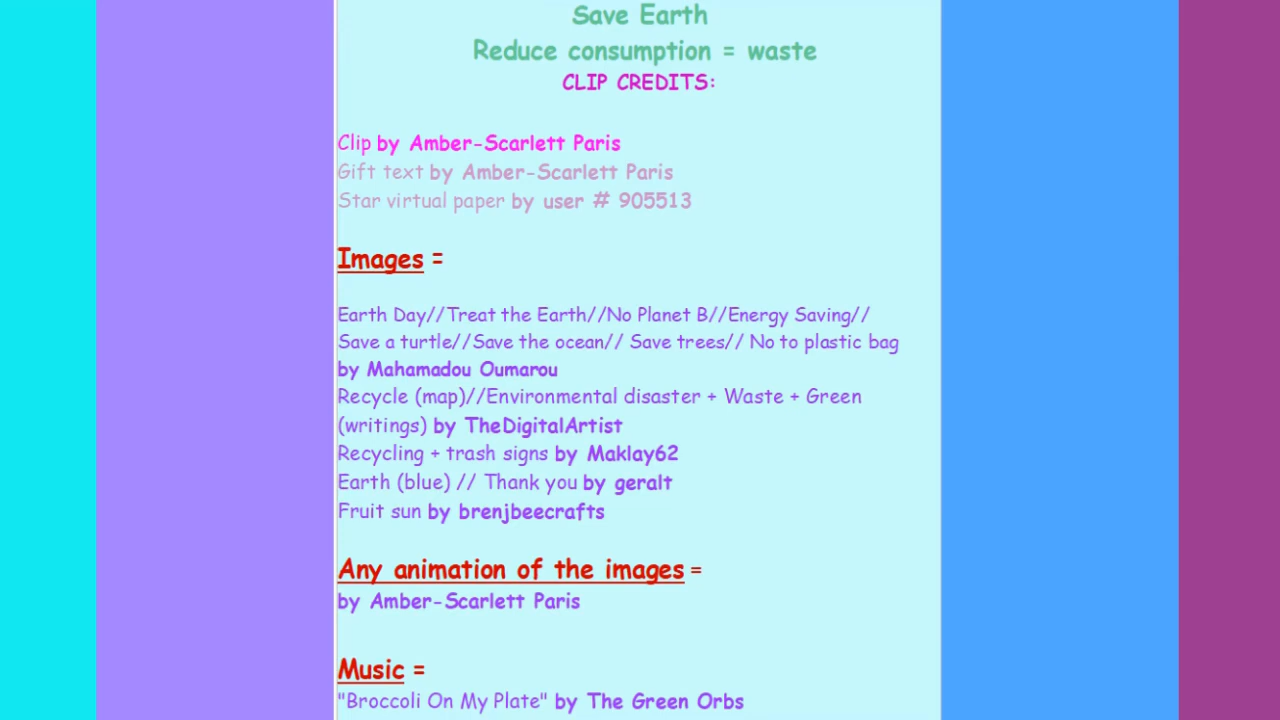 Save Earth
Reduce consumption = waste
CLIP CREDITS:
Clip by Amber-Scarlett Paris
Gift text by Amber-Scarlett Paris
Star virtual paper by user # 905513
Images =
Earth Day//Treat the Earth//No Planet B//Energy Saving//
Save a turtle//Save the ocean// Save trees// No to plastic bag
by Mahamadou Oumarou
Recycle (map)//Environmental disaster + Waste + Green
(writings) by TheDigitalArtist
Recycling + trash signs by Maklay62
Earth (blue) // Thank you by geralt
Fruit sun by brenjbeecrafts
Any animation of the images =
by Amber-Scarlett Paris
Music =
"Broccoli On My Plate" by The Green Orbs